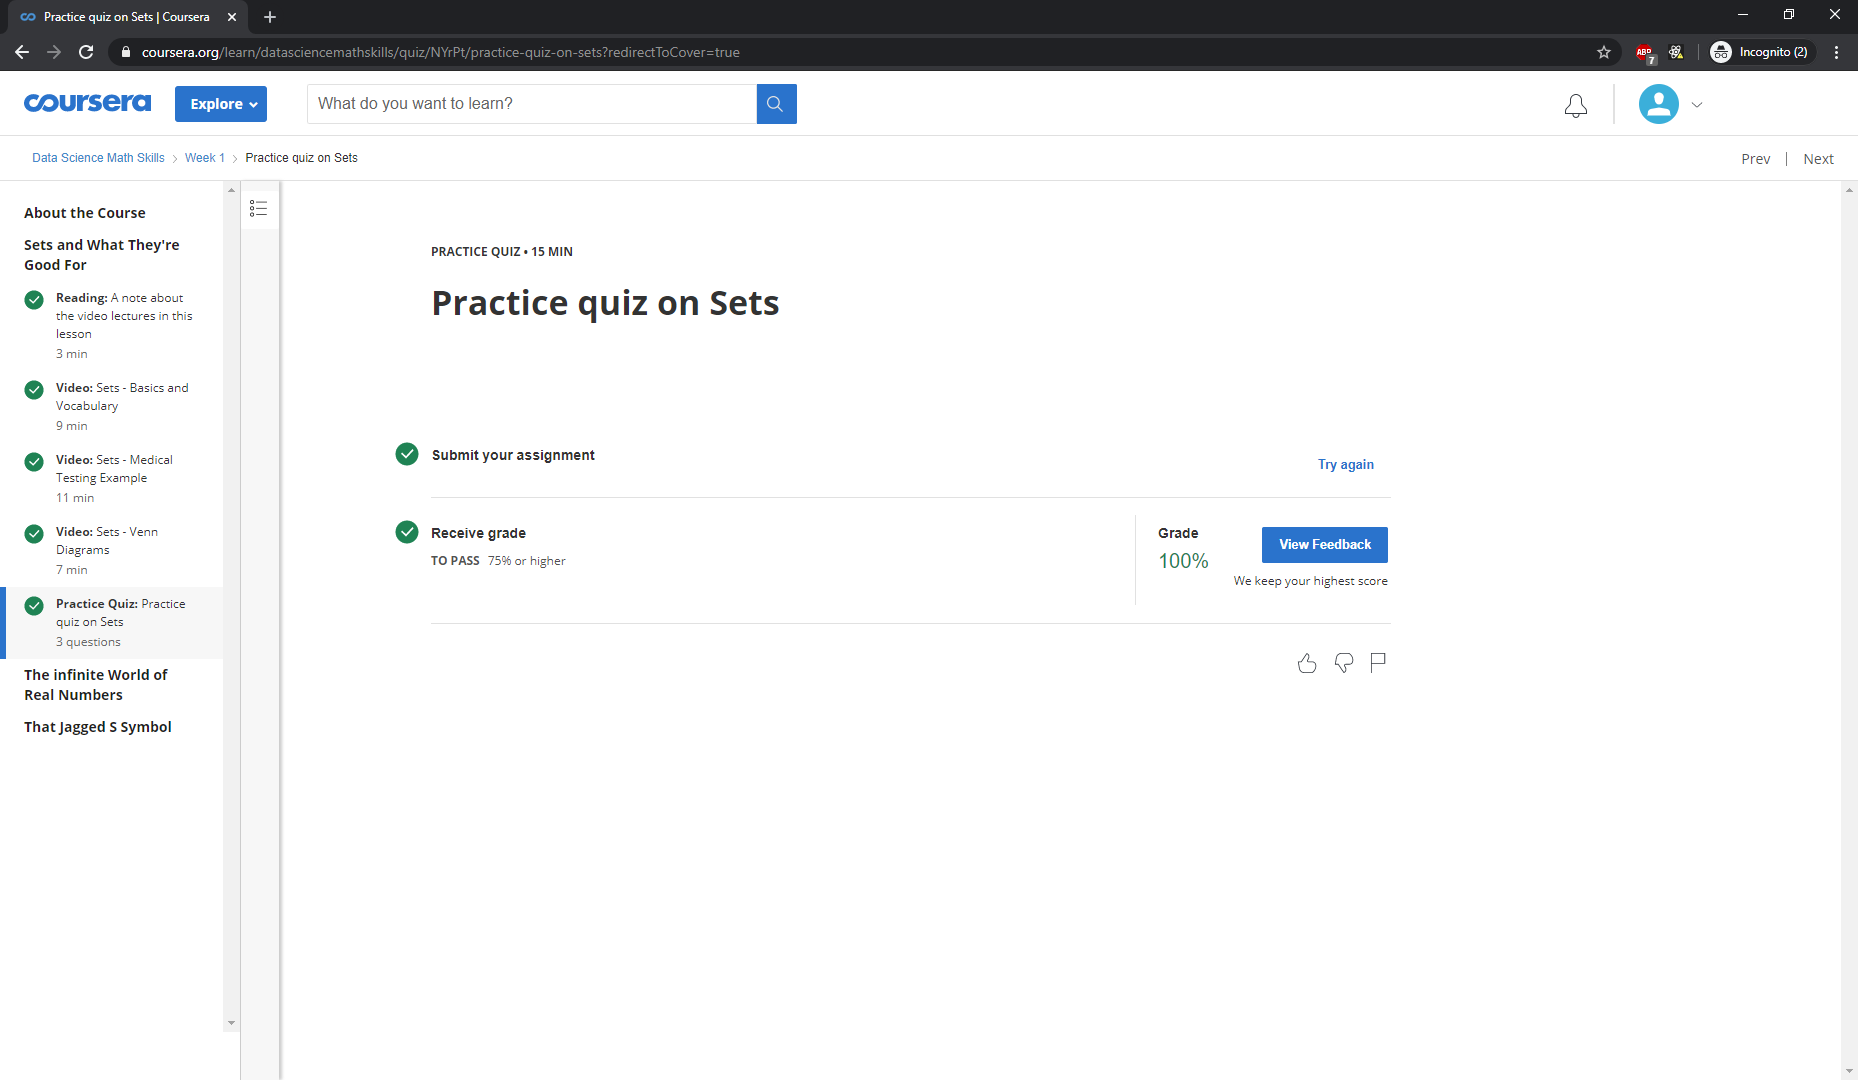 Practice quiz on Sets | Coursera
coursera.org/learn/datasciencemathskills/quiz/NYrPt/practice-quiz-on-sets?redirectToCover=true
ABP
7
Incognito (2)
coursera
Explore
What do you want to learn?
Data Science Math Skills
Week 1
Practice quiz on Sets
Prev
Next
About the Course
Sets and What They're
Good For
Reading: A note about
the video lectures in this
lesson
3 min
Video: Sets - Basics and
Vocabulary
9 min
Video: Sets - Medical
Testing Example
11 min
Video: Sets - Venn
Diagrams
7 min
Practice Quiz: Practice
quiz on Sets
3 questions
The infinite World of
Real Numbers
That Jagged S Symbol
PRACTICE QUIZ • 15 MIN
Practice quiz on Sets
Submit your assignment
Try again
Receive grade
TO PASS 75% or higher
Grade
100%
View Feedback
We keep your highest score